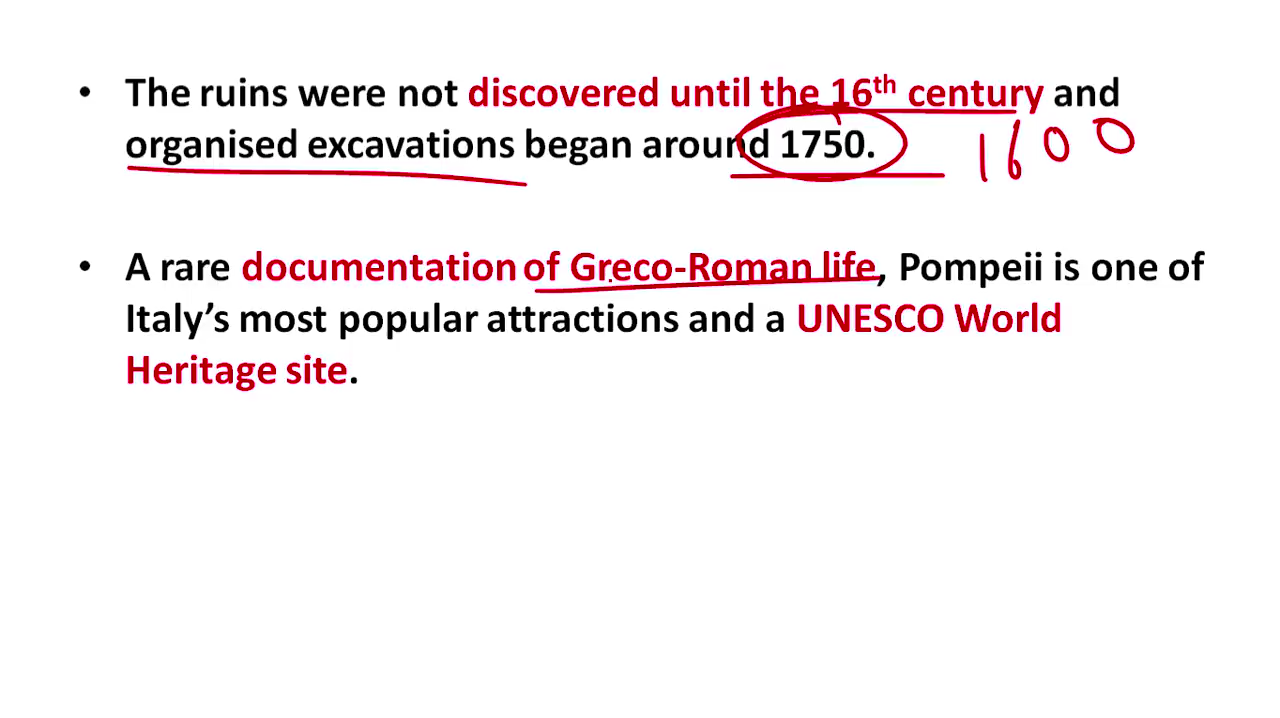 • The ruins were not discovered until the 16th century and
organised excavations began around 1750. 1600
• A rare documentation of Greco-Roman life, Pompeii is one of
Italy’s most popular attractions and a UNESCO World
Heritage site.